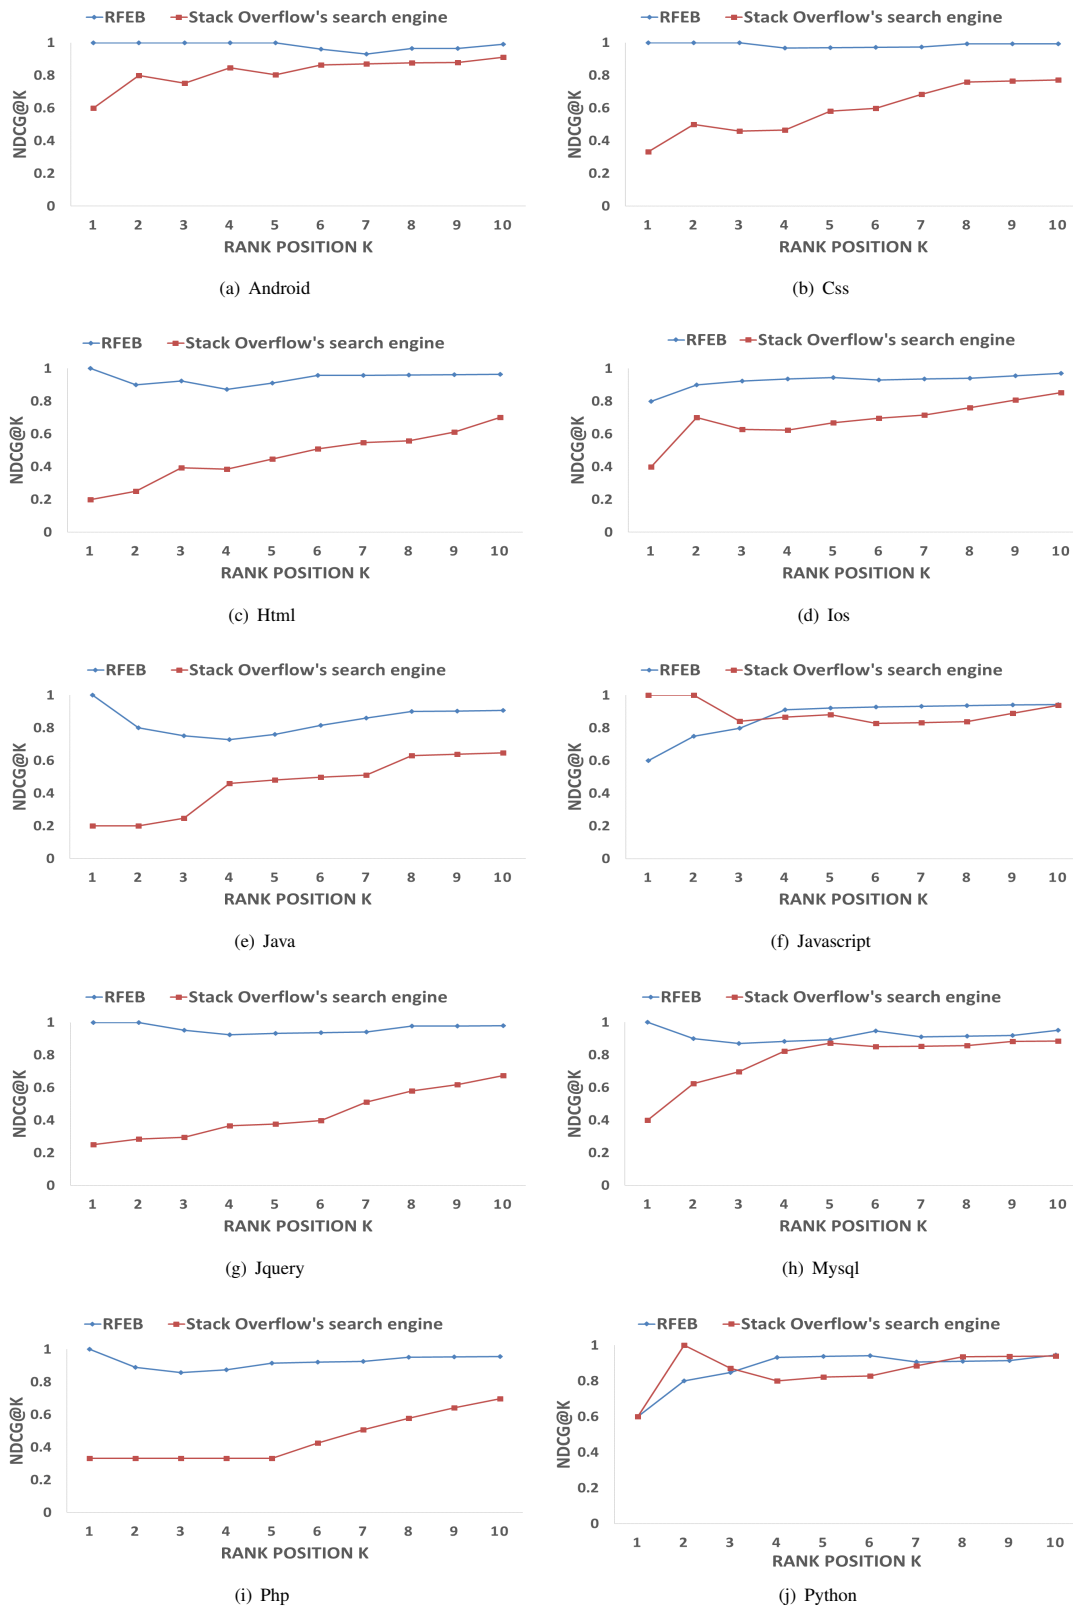 RFEB Stack Overflow's search engine
NDCG@K
1
0.8
0.6
0.4
0.2
0
1 2 3 4 5 6 7 8 9 10
RANK POSITION K
(a) Android
RFEB Stack Overflow's search engine
NDCG@K
1
0.8
0.6
0.4
0.2
0
1 2 3 4 5 6 7 8 9 10
RANK POSITION K
(b) Css
RFEB Stack Overflow's search engine
NDCG@K
1
0.8
0.6
0.4
0.2
0
1 2 3 4 5 6 7 8 9 10
RANK POSITION K
(c) Html
RFEB Stack Overflow's search engine
NDCG@K
1
0.8
0.6
0.4
0.2
0
1 2 3 4 5 6 7 8 9 10
RANK POSITION K
(d) Ios
RFEB Stack Overflow's search engine
NDCG@K
1
0.8
0.6
0.4
0.2
0
1 2 3 4 5 6 7 8 9 10
RANK POSITION K
(e) Java
RFEB Stack Overflow's search engine
NDCG@K
1
0.8
0.6
0.4
0.2
0
1 2 3 4 5 6 7 8 9 10
RANK POSITION K
(f) Javascript
RFEB Stack Overflow's search engine
NDCG@K
1
0.8
0.6
0.4
0.2
0
1 2 3 4 5 6 7 8 9 10
RANK POSITION K
(g) Jquery
RFEB Stack Overflow's search engine
NDCG@K
1
0.8
0.6
0.4
0.2
0
1 2 3 4 5 6 7 8 9 10
RANK POSITION K
(h) Mysql
RFEB Stack Overflow's search engine
NDCG@K
1
0.8
0.6
0.4
0.2
0
1 2 3 4 5 6 7 8 9 10
RANK POSITION K
(i) Php
RFEB Stack Overflow's search engine
NDCG@K
1
0.8
0.6
0.4
0.2
0
1 2 3 4 5 6 7 8 9 10
RANK POSITION K
(j) Python